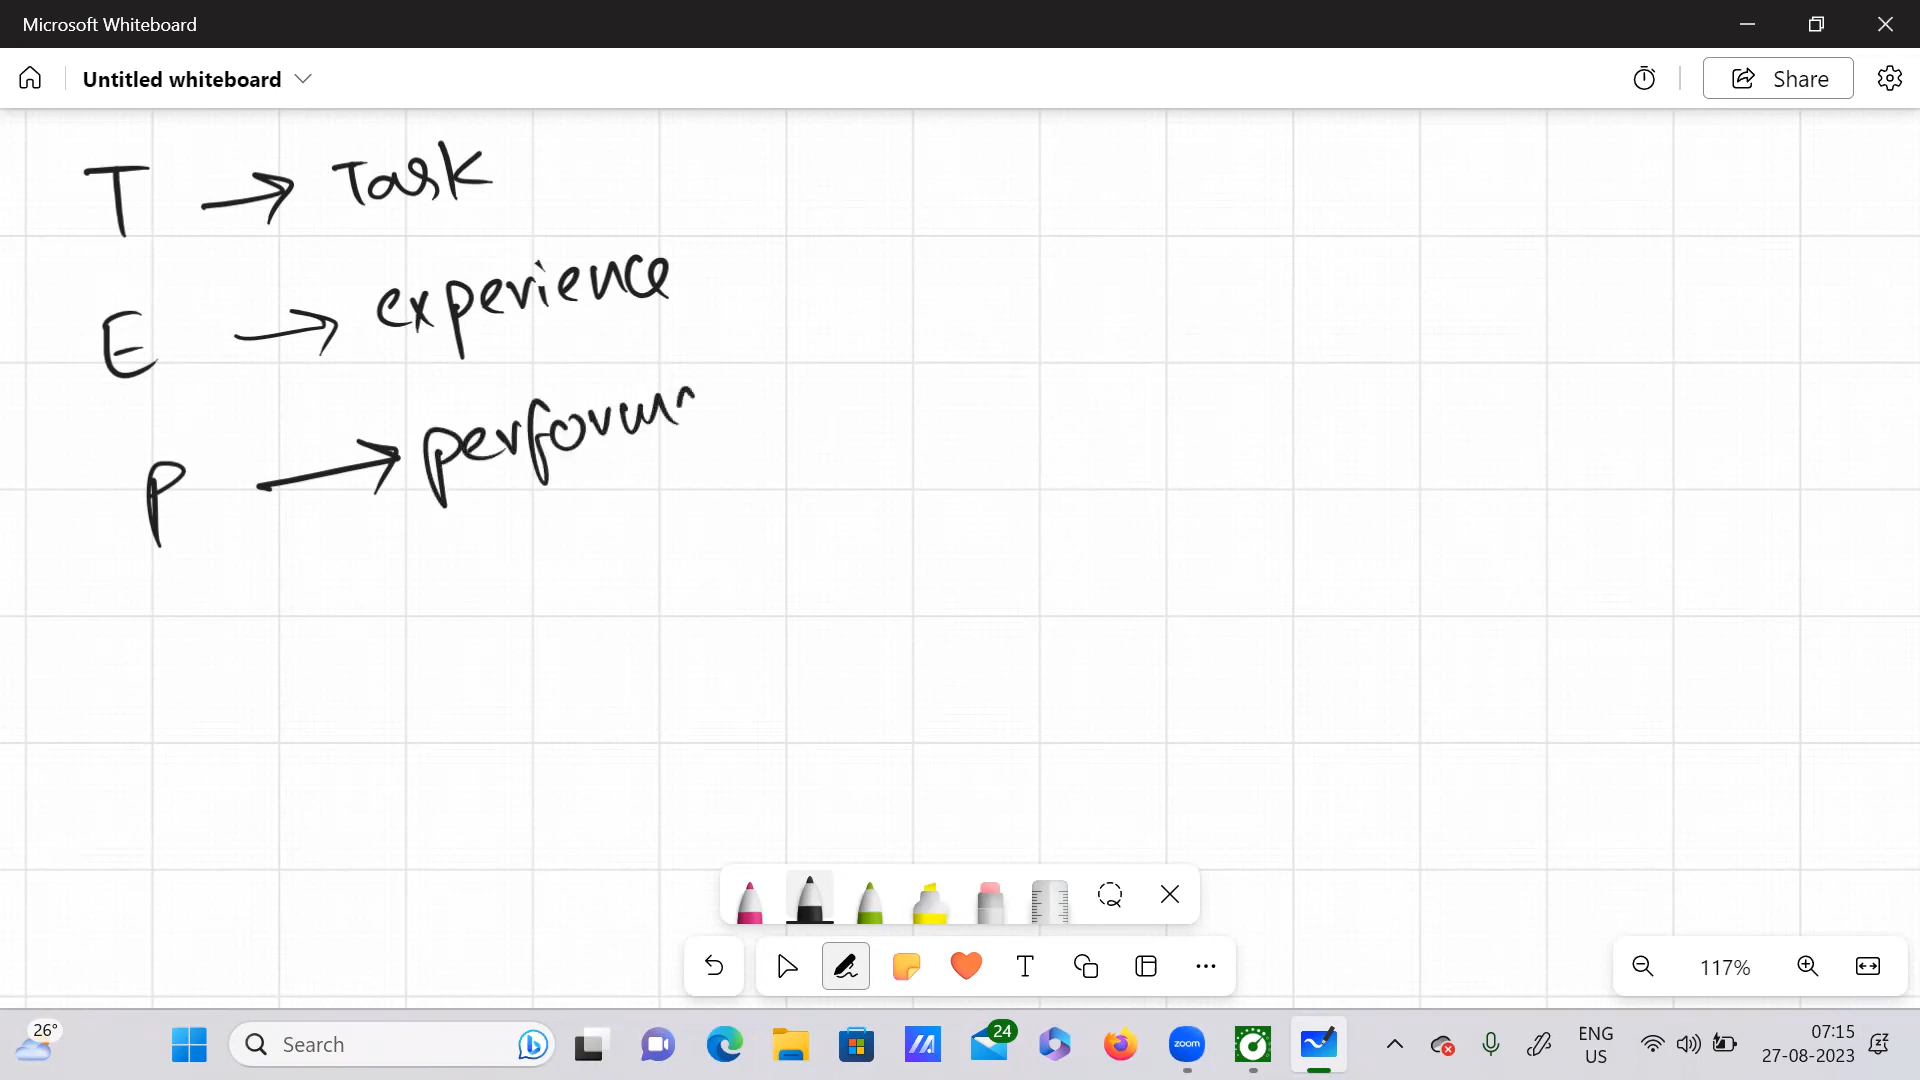 Microsoft Whiteboard
Untitled whiteboard
Share
T → Task
E → experience
P → perform
117%
26°
Search
24
zoom
ENG
US
07:15
27-08-2023